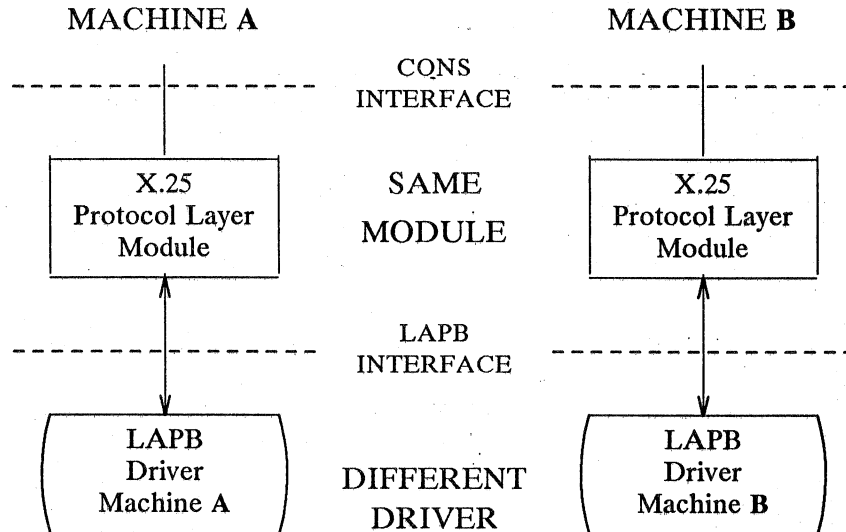 MACHINE A
MACHINE B
CONS
INTERFACE
X.25
Protocol Layer
Module
SAME
MODULE
X.25
Protocol Layer
Module
LAPB
INTERFACE
LAPB
Driver
Machine A
DIFFERENT
DRIVER
LAPB
Driver
Machine B